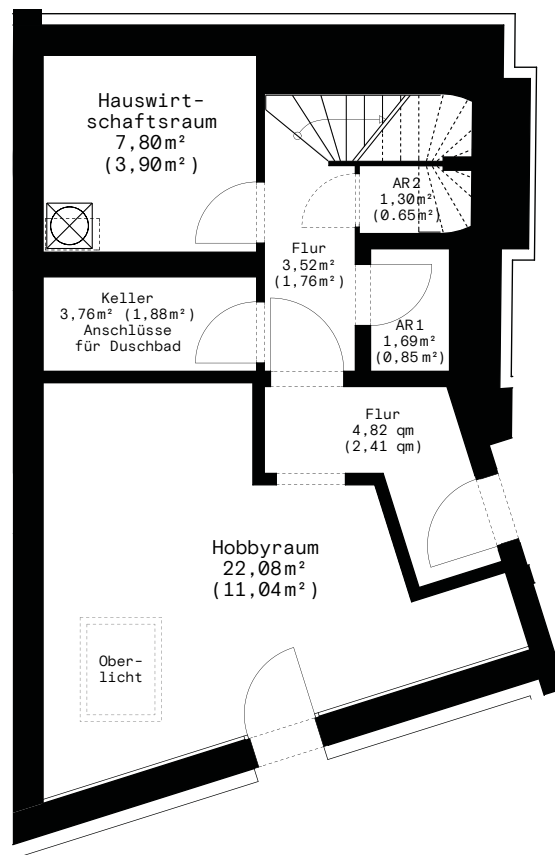 Hauswirt-
schaftsraum
7,80m²
(3,90m²)
AR2
1,30m²
(0.65m²)
Flur
3,52m²
(1,76m²)
Keller
3,76m² (1,88m²)
Anschlüsse
für Duschbad
AR1
1,69m²
(0,85m²)
Flur
4,82 qm
(2,41 qm)
Hobbyraum
22,08m²
(11,04m²)
Ober-
licht